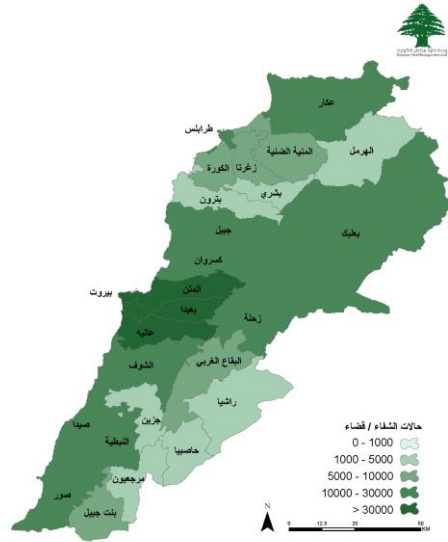 عكار
طرابلس
المنية الضنية
زغرتا
الكورة
الهرمل
بشري
بترون
جبيل
بعلبك
كسروان
المتن
بيروت
بعبدا
زحلة
عاليه
البقاع الغربي
الشوف
راشيا
جزين
صيدا
حاصبيا
النبطية
مرجعيون
صور
بنت جبيل
حالات الشفاء / قضاء
0 - 1000
1000 - 5000
5000 - 10000
10000 - 30000
> 30000
N
0 12.5 25 50
KM